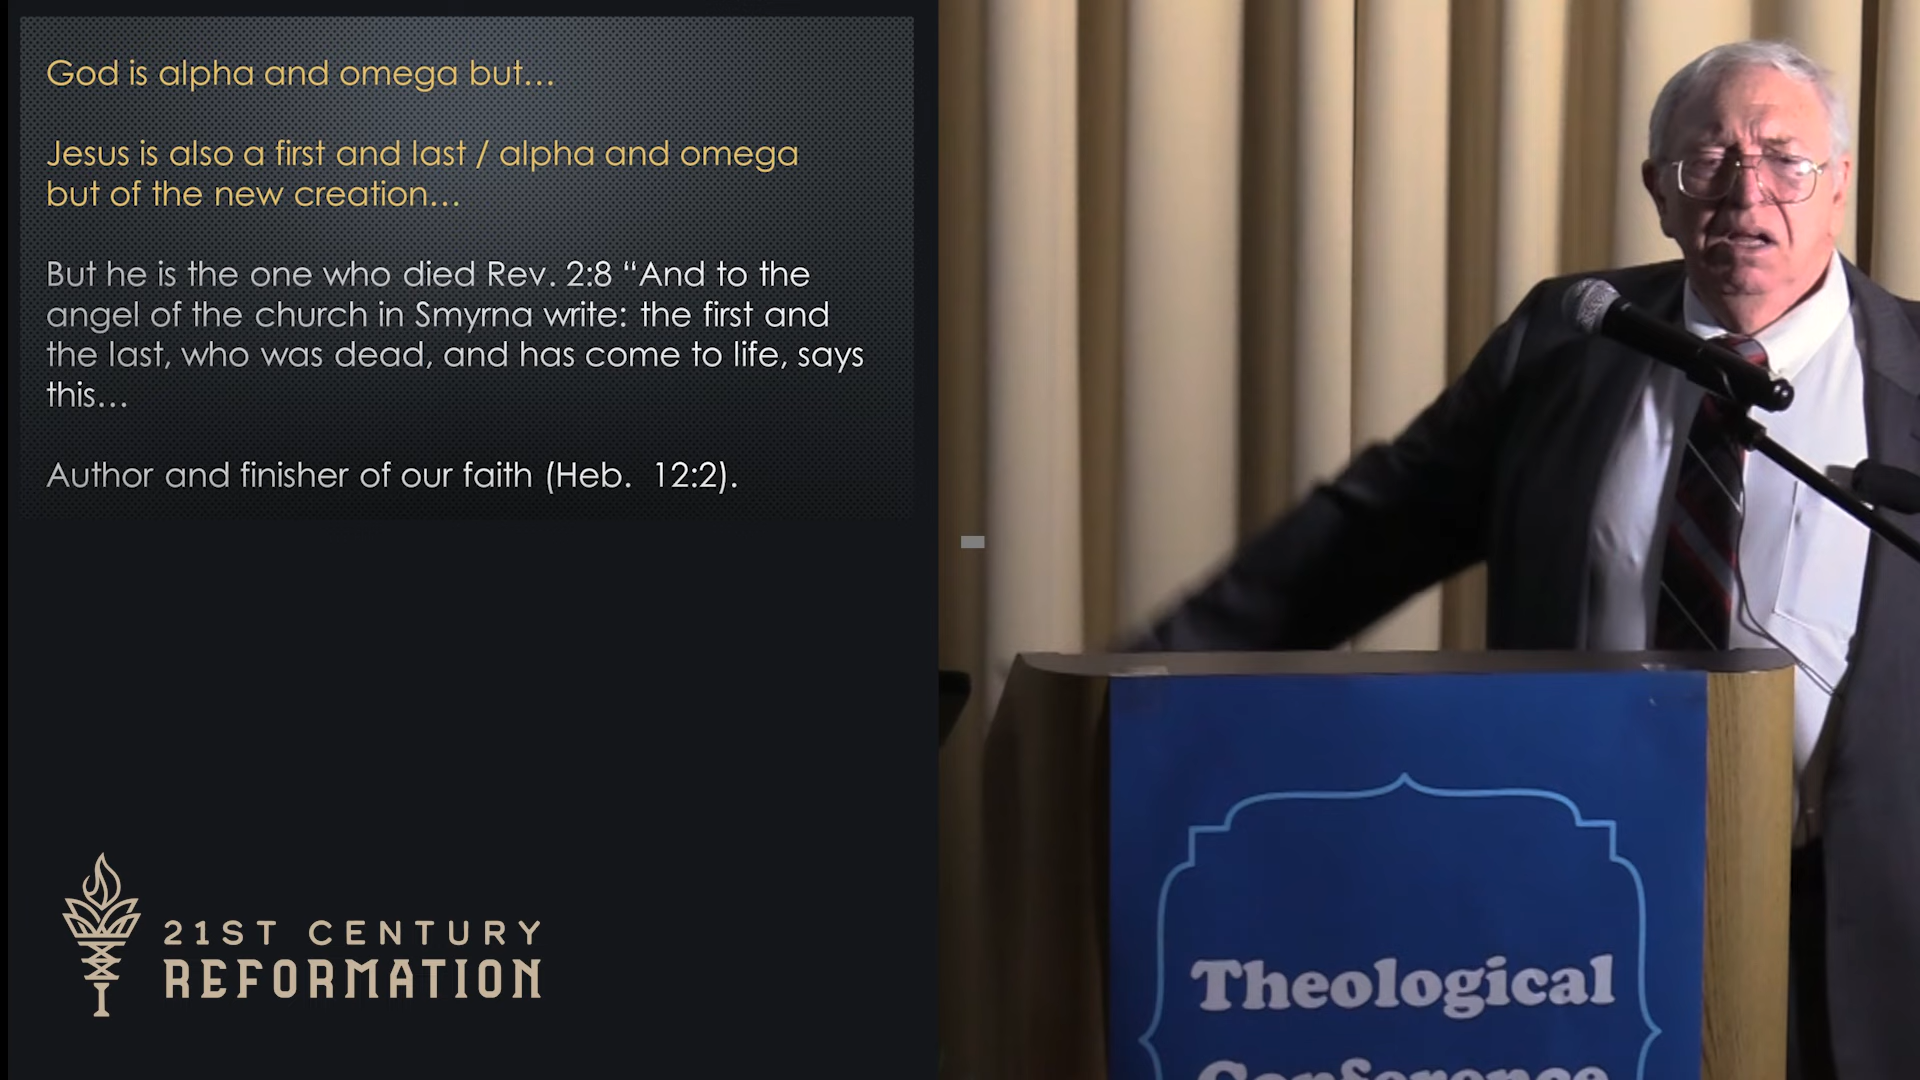 God is alpha and omega but…
Jesus is also a first and last / alpha and omega
but of the new creation…
But he is the one who died Rev. 2:8 “And to the
angel of the church in Smyrna write: the first and
the last, who was dead, and has come to life, says
this…
Author and finisher of our faith (Heb.  12:2).
21ST CENTURY
REFORMATION
Theological
Conference